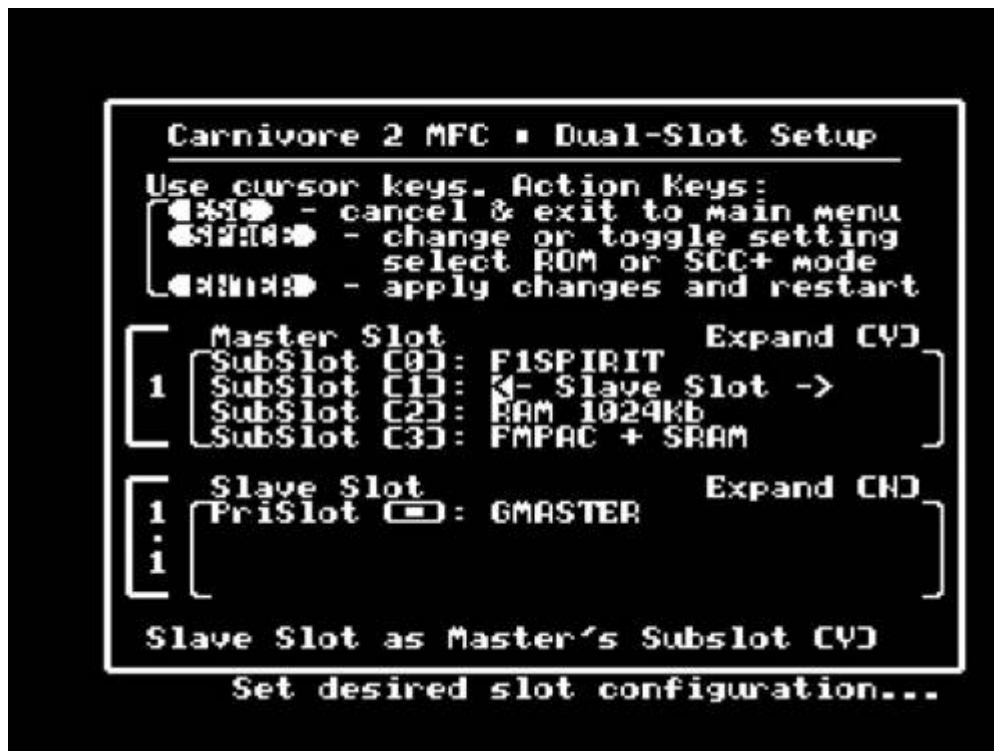 Carnivore 2 MFC ▪ Dual-Slot Setup
Use cursor keys. Action Keys:
ESC - cancel & exit to main menu
SPACE - change or toggle setting
select ROM or SCC+ mode
ENTER - apply changes and restart
Master Slot Expand [Y]
SubSlot [0]: F1SPIRIT
1 SubSlot [1]: <- Slave Slot ->
SubSlot [2]: RAM 1024Kb
SubSlot [3]: FMPAC + SRAM
Slave Slot Expand [N]
1 PriSlot [▪]: GMASTER
.
1
Slave Slot as Master's Subslot [Y]
Set desired slot configuration...